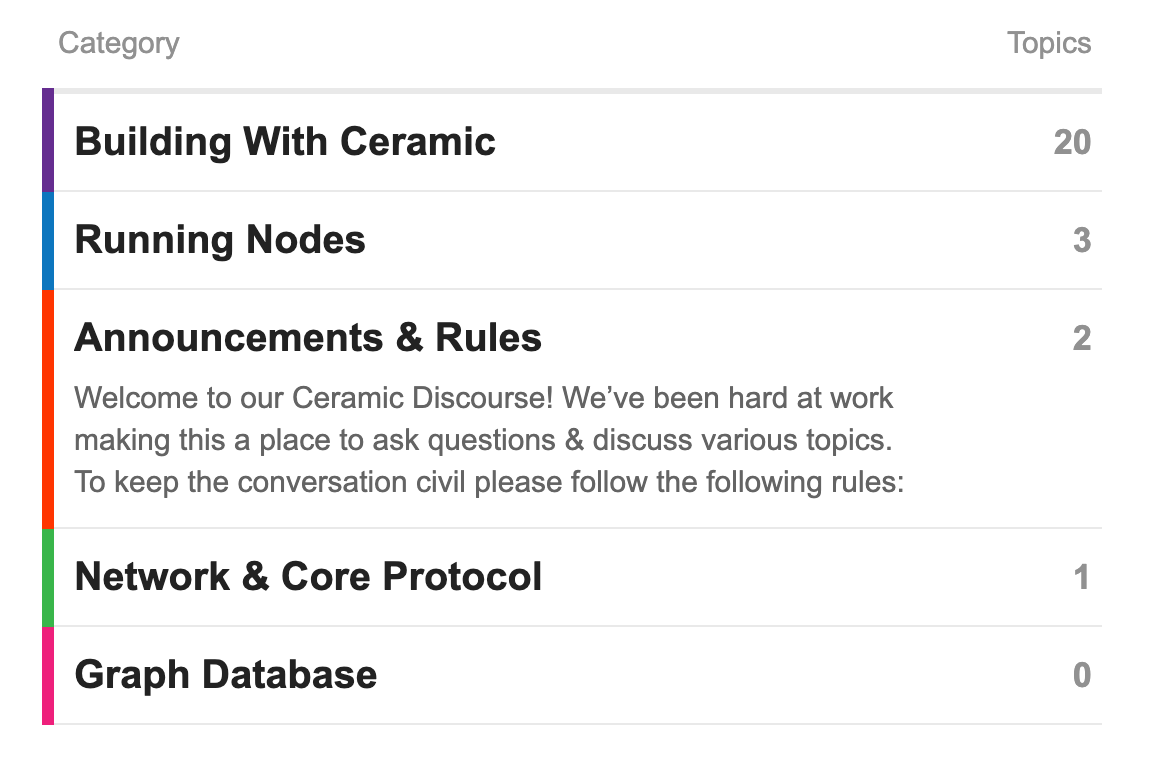 Category Topics
Building With Ceramic 20
Running Nodes 3
Announcements & Rules 2
Welcome to our Ceramic Discourse! We’ve been hard at work
making this a place to ask questions & discuss various topics.
To keep the conversation civil please follow the following rules:
Network & Core Protocol 1
Graph Database 0